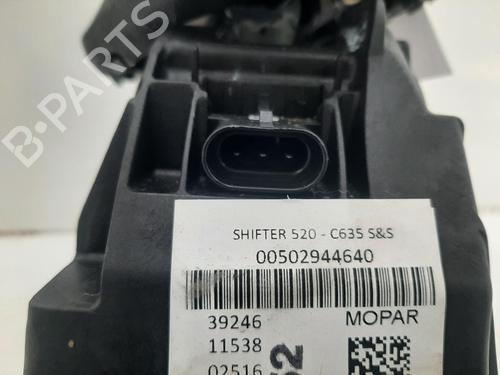 B-PARTS
SHIFTER 520 - C635 S&S
00502944640
39246 MOPAR
11538
02516